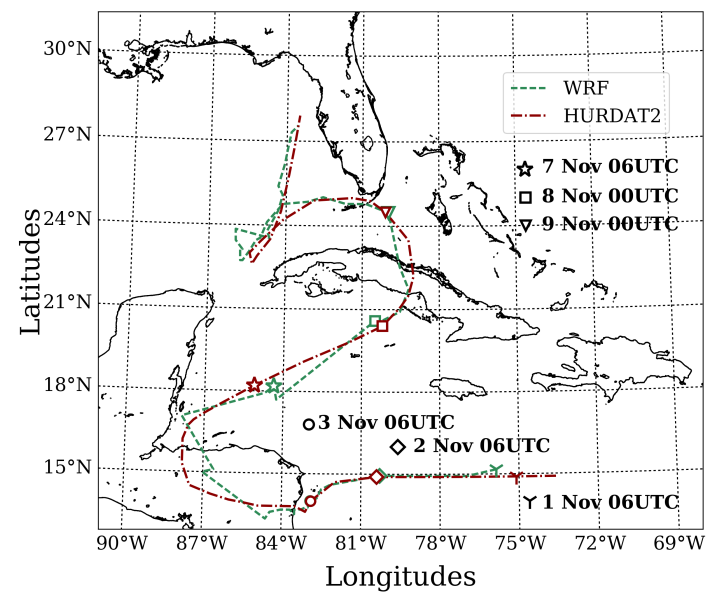 30°N
27°N
24°N
21°N
18°N
15°N
Latitudes
WRF
HURDAT2
7 Nov 06UTC
8 Nov 00UTC
9 Nov 00UTC
3 Nov 06UTC
2 Nov 06UTC
1 Nov 06UTC
90°W 87°W 84°W 81°W 78°W 75°W 72°W 69°W
Longitudes